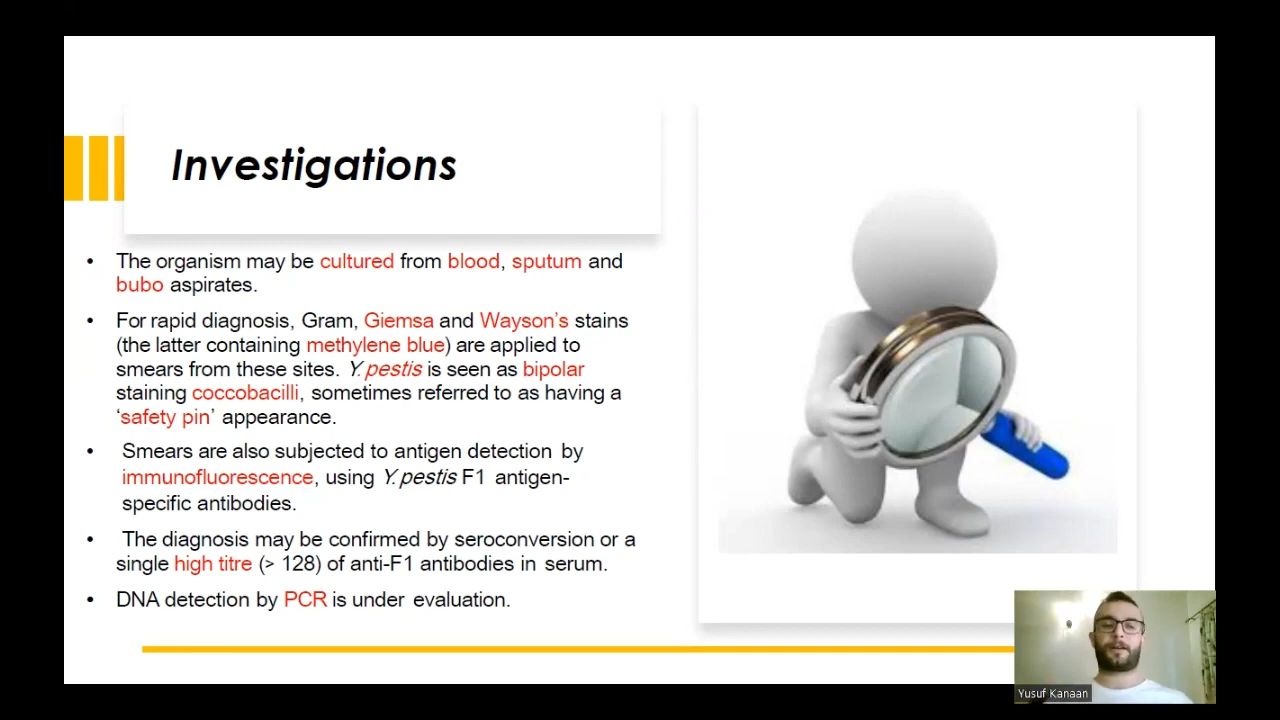 Investigations
• The organism may be cultured from blood, sputum and
bubo aspirates.
• For rapid diagnosis, Gram, Giemsa and Wayson’s stains
(the latter containing methylene blue) are applied to
smears from these sites. Y. pestis is seen as bipolar
staining coccobacilli, sometimes referred to as having a
‘safety pin’ appearance.
• Smears are also subjected to antigen detection by
immunofluorescence, using Y. pestis F1 antigen-
specific antibodies.
• The diagnosis may be confirmed by seroconversion or a
single high titre (> 128) of anti-F1 antibodies in serum.
• DNA detection by PCR is under evaluation.
Yusuf Kanaan